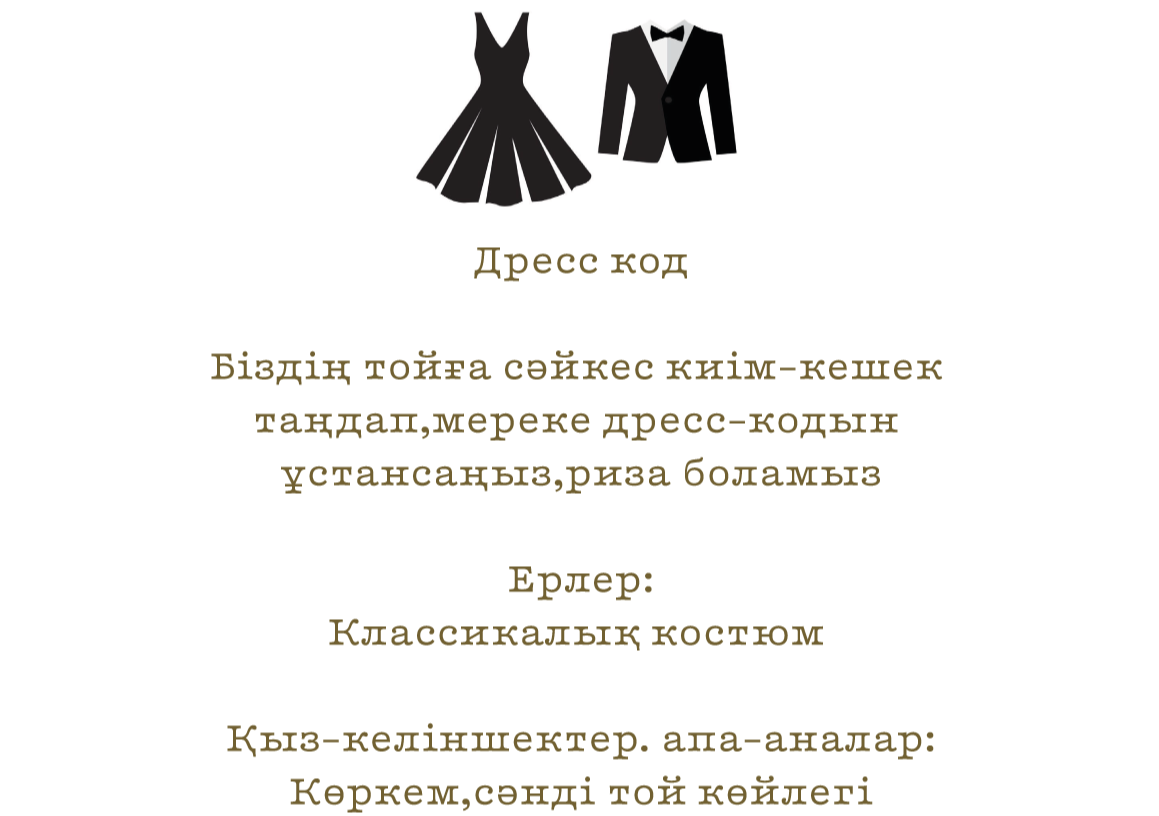 Дресс код
Біздің тойға сәйкес киім-кешек
таңдап,мереке дресс-кодын
ұстансаңыз,риза боламыз
Ерлер:
Классикалық костюм
Қыз-келіншектер. апа-аналар:
Көркем,сәнді той көйлегі